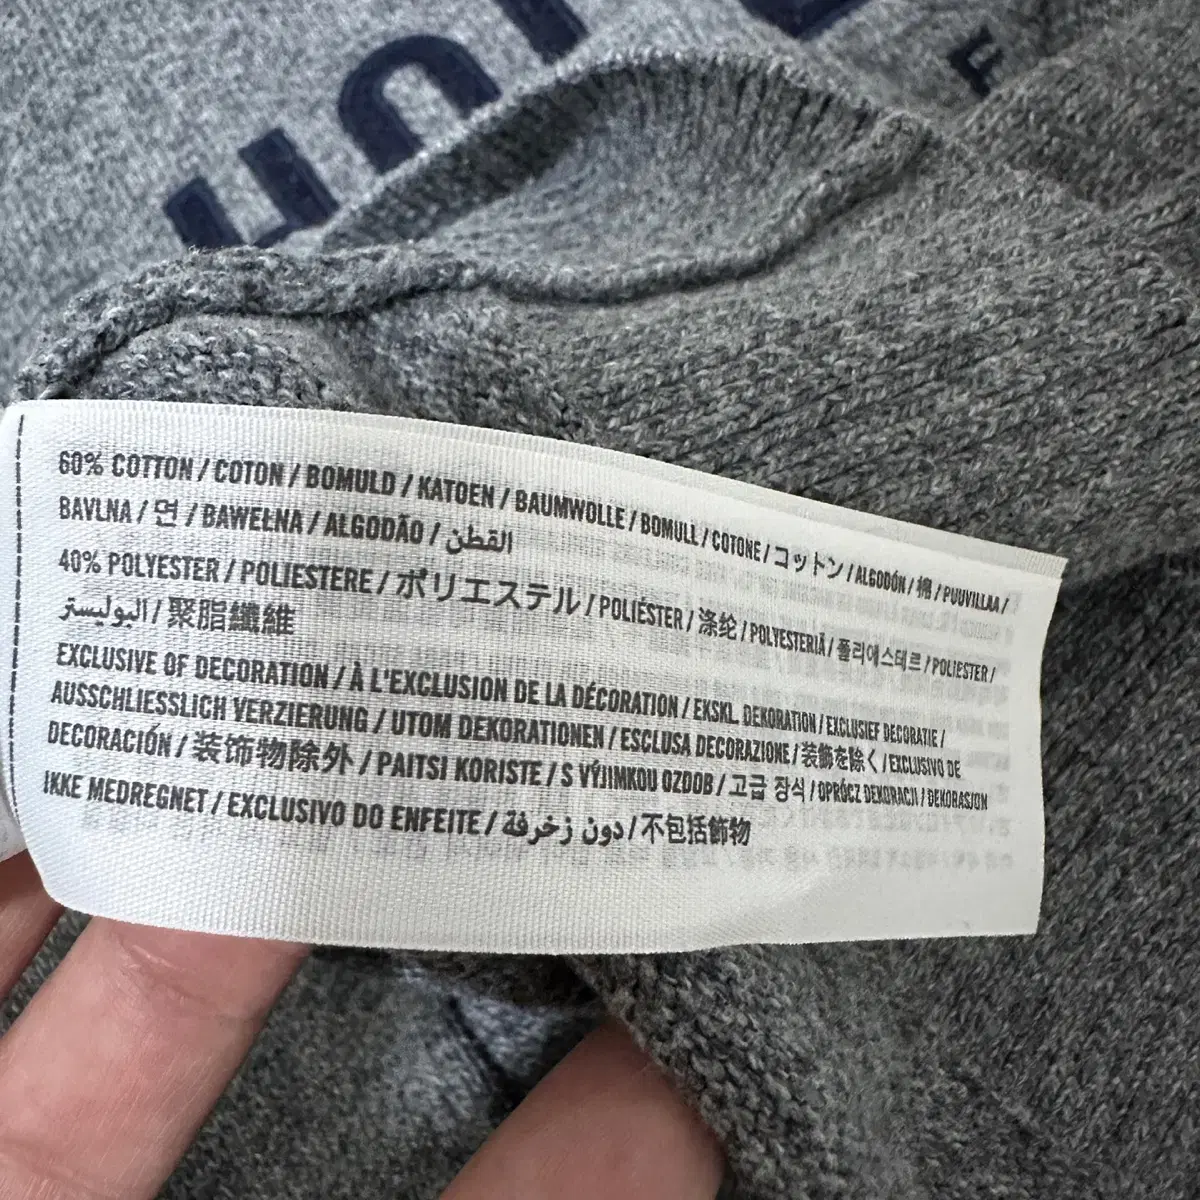 60% COTTON / COTON / BOMULD / KATOEN / BAUMWOLLE / BOMULL / COTONE / コットン / ALGODÓN / 棉 / PUUVILLAA /
BAVLNA / 면 / BAWEŁNA / ALGODÃO / القطن
40% POLYESTER / POLIESTERE / ポリエステル / POLIÉSTER / 涤纶 / POLYESTERIÄ / 폴리에스테르 / POLIESTER /
البوليستر / 聚脂纖維
EXCLUSIVE OF DECORATION / À L'EXCLUSION DE LA DÉCORATION / EKSKL. DEKORATION / EXCLUSIEF DECORATIE /
AUSSCHLIESSLICH VERZIERUNG / UTOM DEKORATIONEN / ESCLUSA DECORAZIONE / 装飾を除く / EXCLUSIVO DE
DECORACIÓN / 装饰物除外 / PAITSI KORISTE / S VÝJIMKOU OZDOB / 고급 장식 / OPRÓCZ DEKORACJI / DEKORASJON
IKKE MEDREGNET / EXCLUSIVO DO ENFEITE / دون زخرفة / 不包括飾物